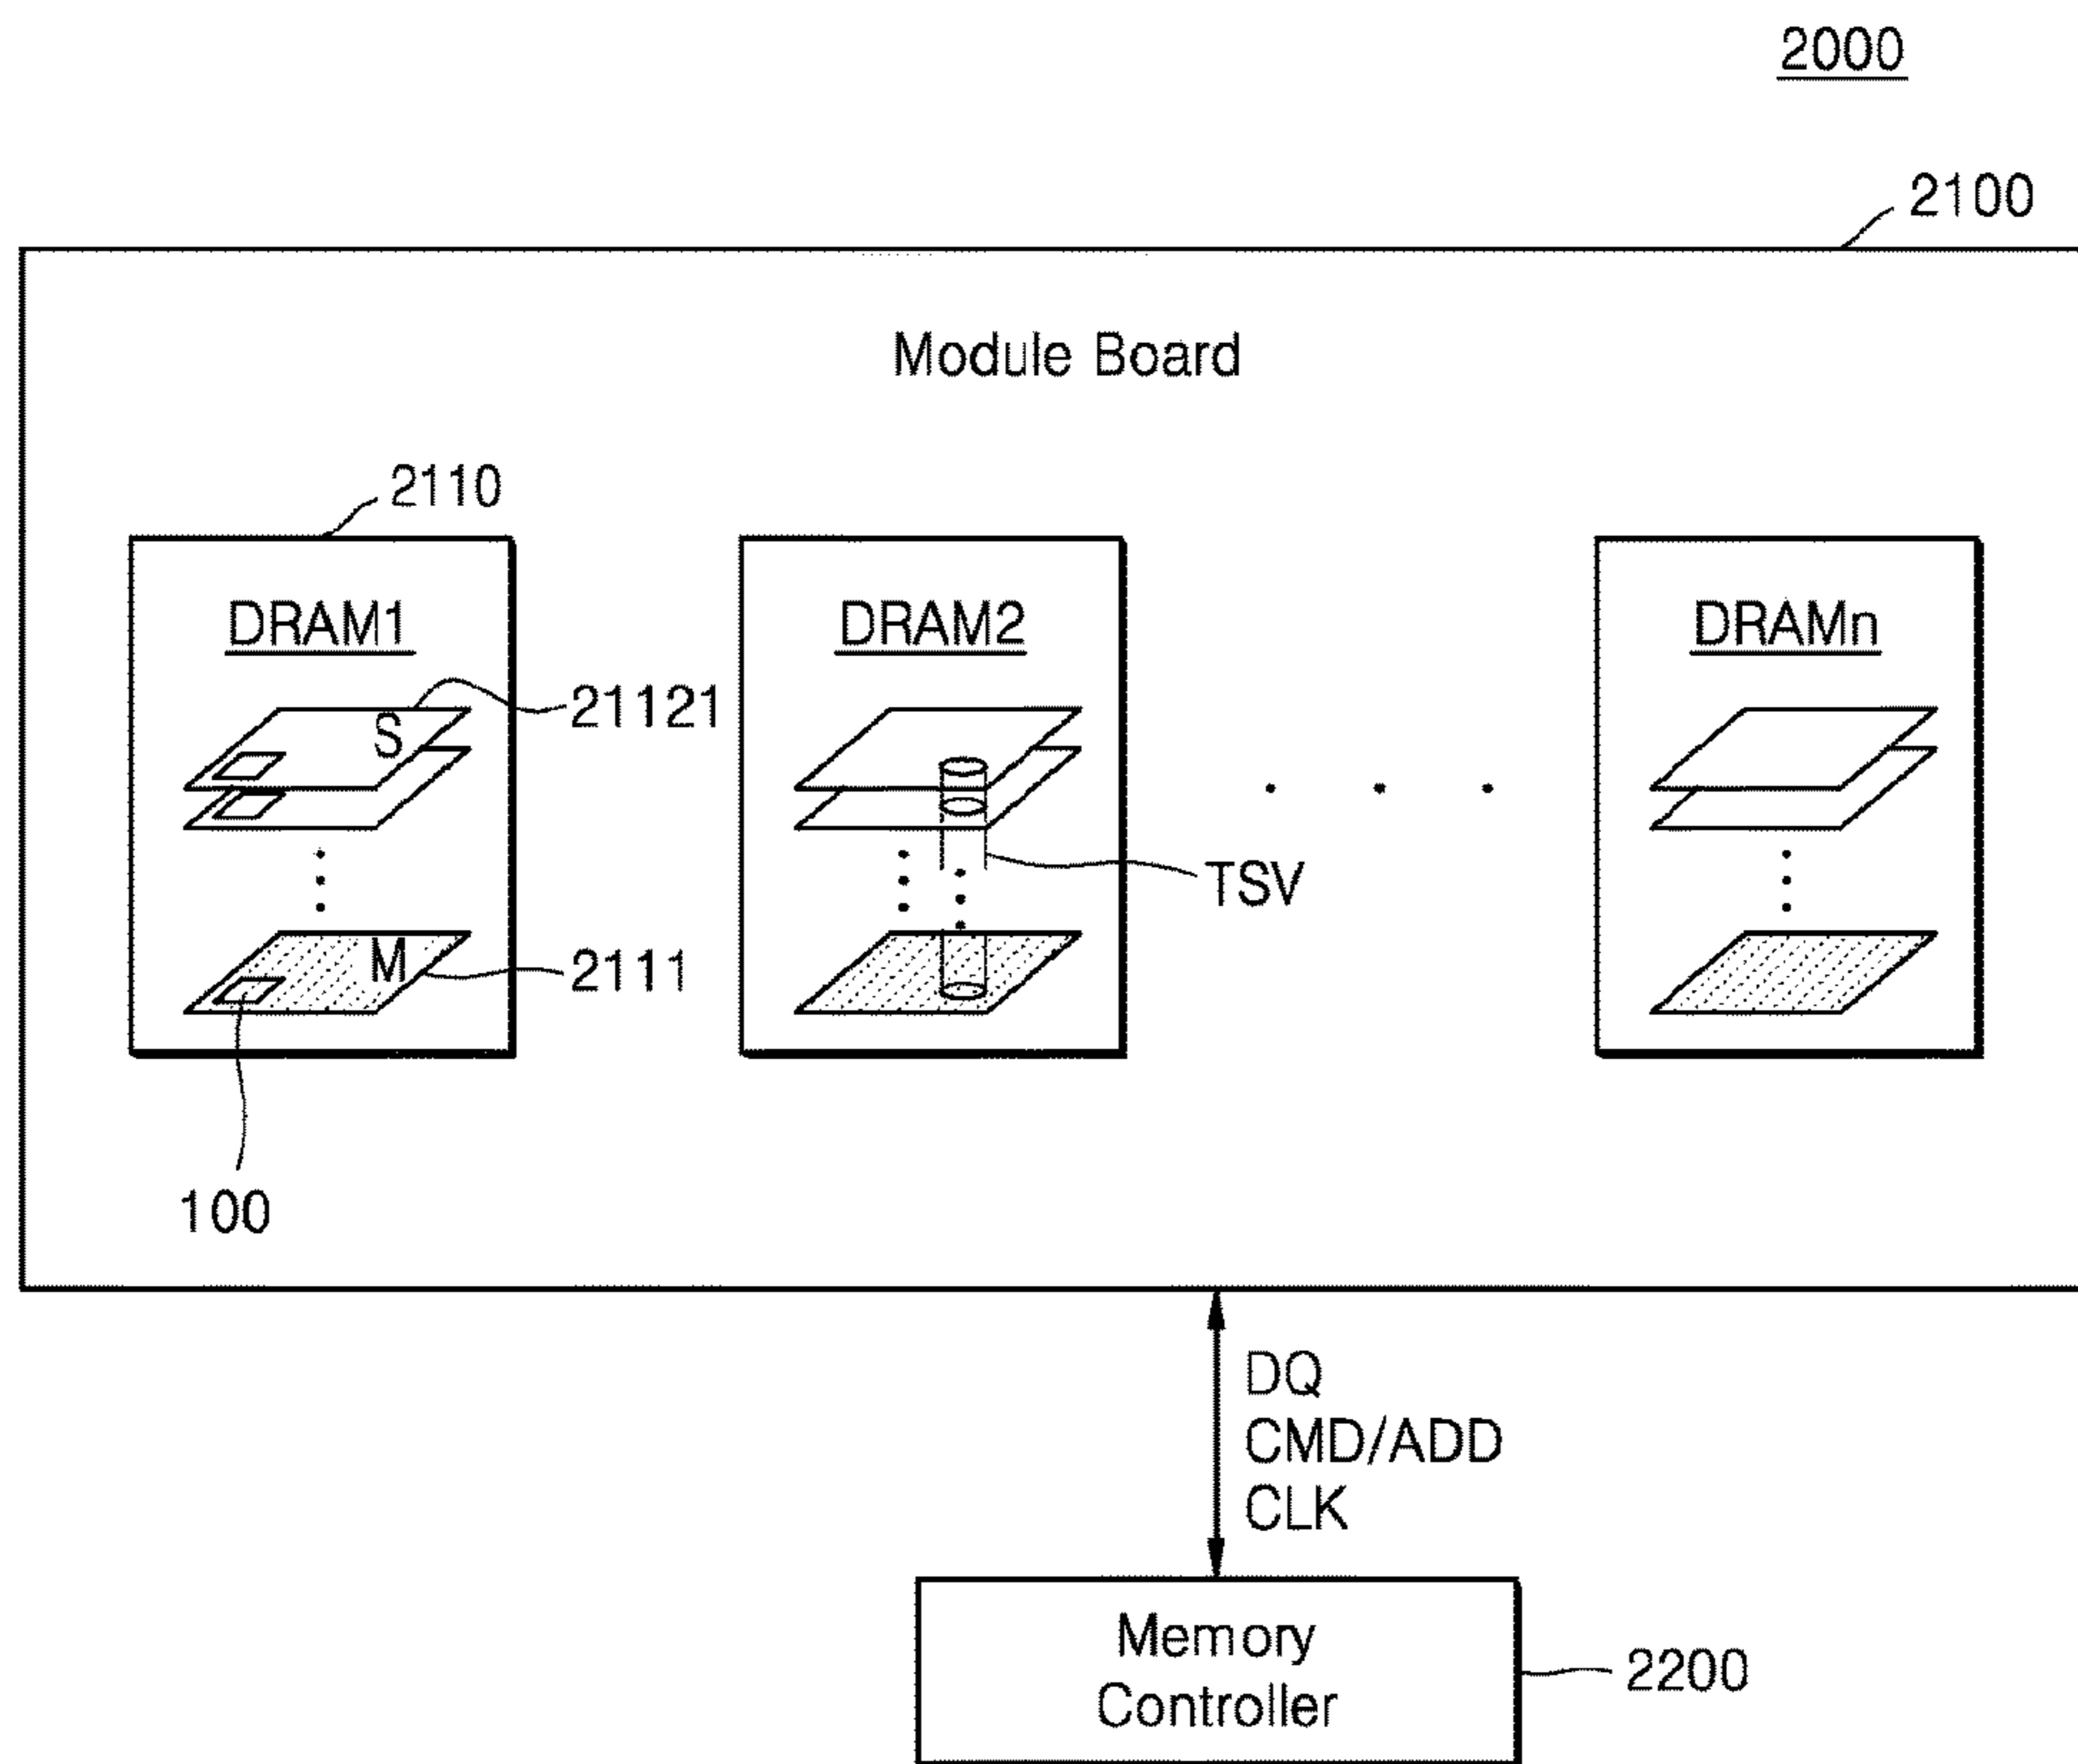 2000
2100
Module Board
2110
DRAM1
DRAM2
DRAMn
S
21121
TSV
M
2111
100
DQ
CMD/ADD
CLK
Memory
Controller
2200